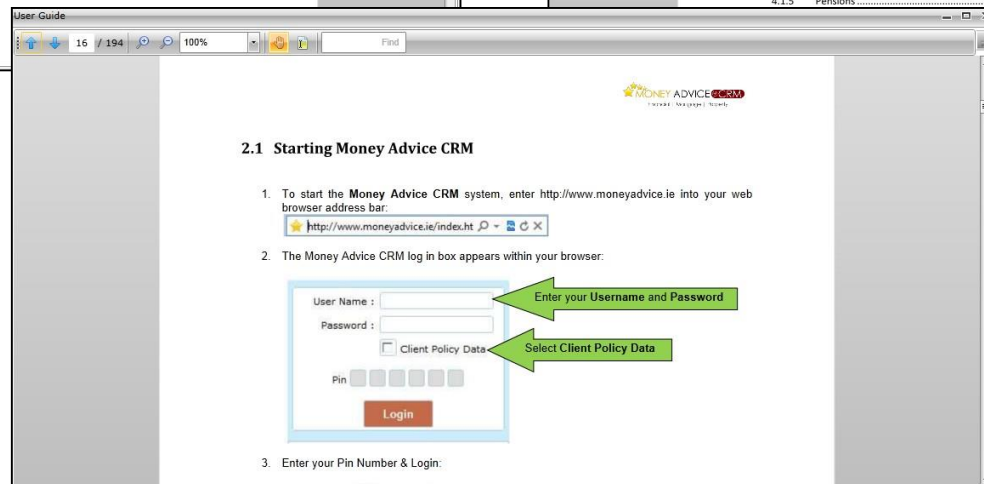 4.1.5 Pensions
User Guide
16 / 194 100% Find
MONEY ADVICE CRM
2.1 Starting Money Advice CRM
1. To start the Money Advice CRM system, enter http://www.moneyadvice.ie into your web
browser address bar:
http://www.moneyadvice.ie/index.ht
2. The Money Advice CRM log in box appears within your browser:
User Name :
Enter your Username and Password
Password :
Client Policy Data
Select Client Policy Data
Pin
Login
3. Enter your Pin Number & Login: